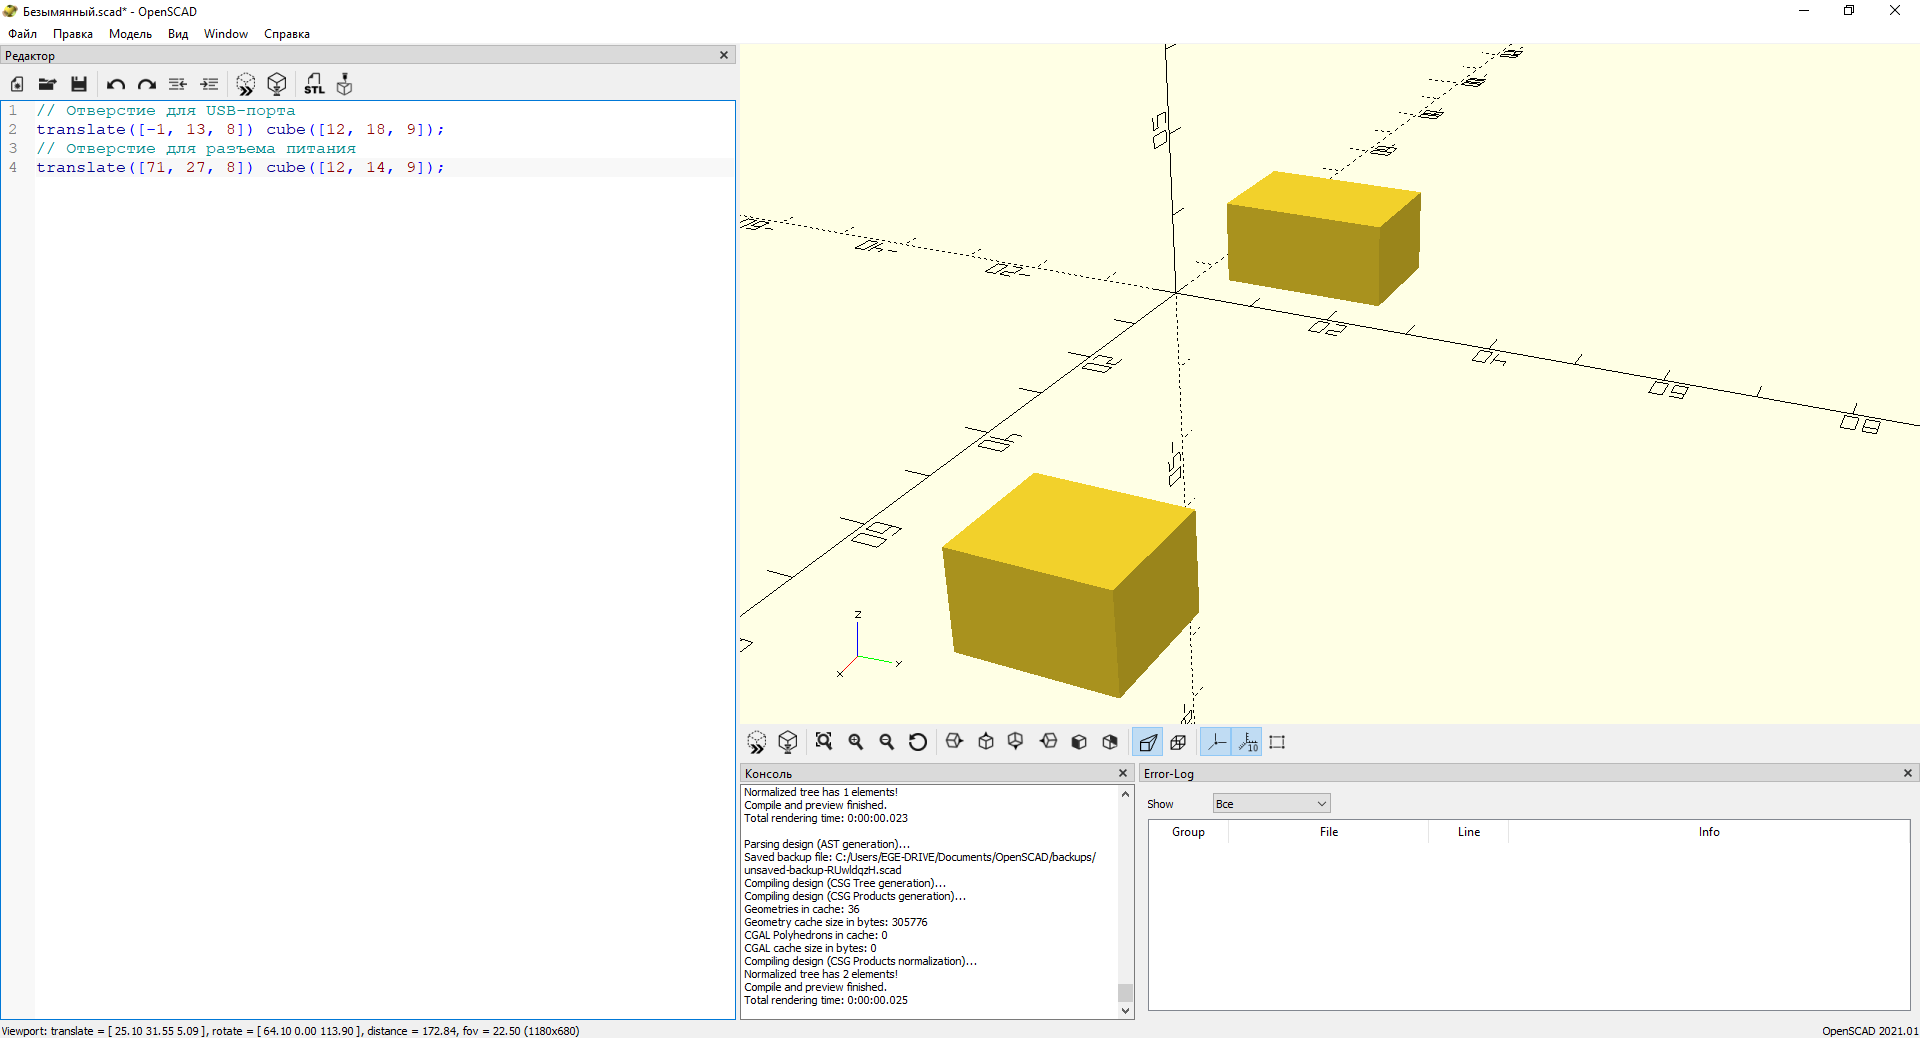 Безымянный.scad* - OpenSCAD
Файл Правка Модель Вид Window Справка
Редактор
STL
1 // Отверстие для USB-порта
2 translate([-1, 13, 8]) cube([12, 18, 9]);
3 // Отверстие для разъема питания
4 translate([71, 27, 8]) cube([12, 14, 9]);
Z
Y
X
10
Консоль
Normalized tree has 1 elements!
Compile and preview finished.
Total rendering time: 0:00:00.023
Parsing design (AST generation)...
Saved backup file: C:/Users/EGE-DRIVE/Documents/OpenSCAD/backups/
unsaved-backup-RUwldqzH.scad
Compiling design (CSG Tree generation)...
Compiling design (CSG Products generation)...
Geometries in cache: 36
Geometry cache size in bytes: 305776
CGAL Polyhedrons in cache: 0
CGAL cache size in bytes: 0
Compiling design (CSG Products normalization)...
Normalized tree has 2 elements!
Compile and preview finished.
Total rendering time: 0:00:00.025
Error-Log
Show Все
Group File Line Info
Viewport: translate = [ 25.10 31.55 5.09 ], rotate = [ 64.10 0.00 113.90 ], distance = 172.84, fov = 22.50 (1180x680)
OpenSCAD 2021.01